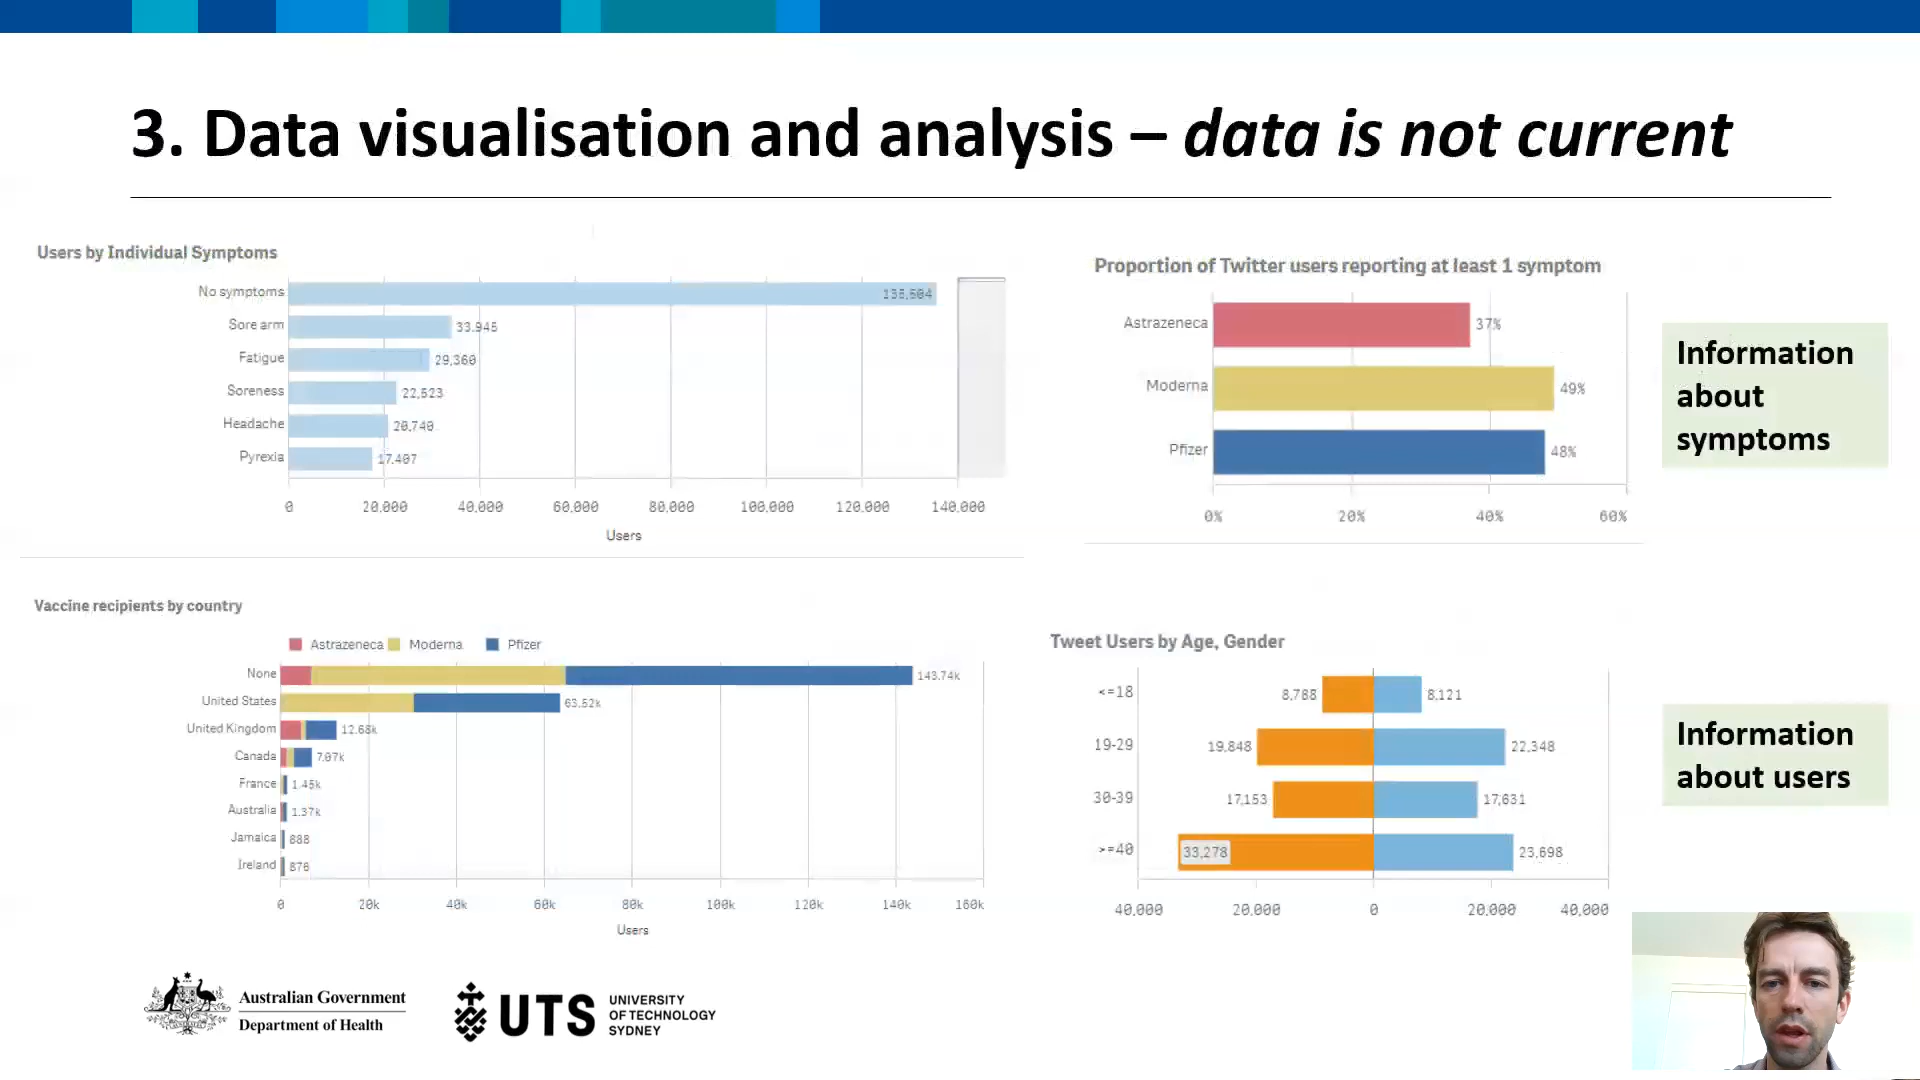 3. Data visualisation and analysis – data is not current
Users by Individual Symptoms
No symptoms
Sore arm 33,945
Fatigue 29,360
Soreness 22,523
Headache 20,740
Pyrexia 17,407
0 20,000 40,000 60,000 80,000 100,000 120,000 140,000
Users
Proportion of Twitter users reporting at least 1 symptom
Astrazeneca 37%
Moderna 49%
Pfizer 48%
0% 20% 40% 60%
Information
about
symptoms
Vaccine recipients by country
Astrazeneca Moderna Pfizer
None 143.74k
United States 63.52k
United Kingdom 12.68k
Canada 7.07k
France 1.45k
Australia 1.37k
Jamaica 888
Ireland 876
0 20k 40k 60k 80k 100k 120k 140k 160k
Users
Tweet Users by Age, Gender
<=18 8,788 8,121
19-29 19,848 22,348
30-39 17,153 17,631
>=40 33,278 23,698
40,000 20,000 0 20,000 40,000
Information
about users
Australian Government
Department of Health
UTS
UNIVERSITY
OF TECHNOLOGY
SYDNEY